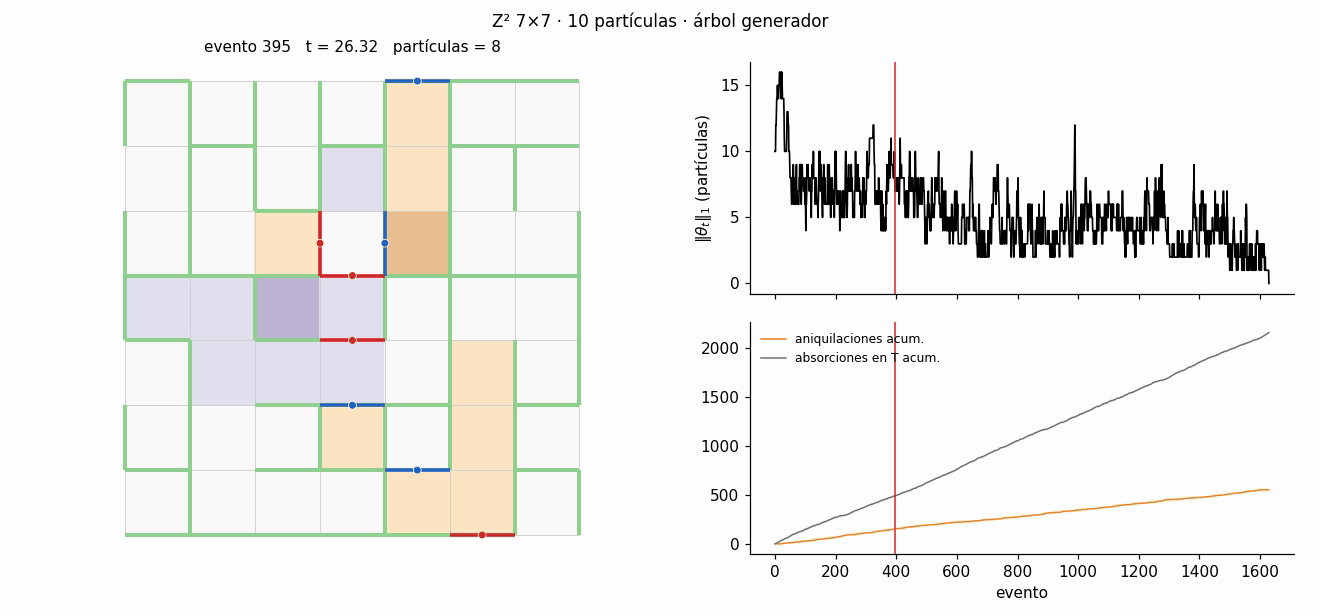 Z² 7×7 · 10 partículas · árbol generador
evento 395   t = 26.32   partículas = 8
‖θₜ‖₁ (partículas)
15
10
5
0
aniquilaciones acum.
absorciones en T acum.
2000
1500
1000
500
0
0 200 400 600 800 1000 1200 1400 1600
evento